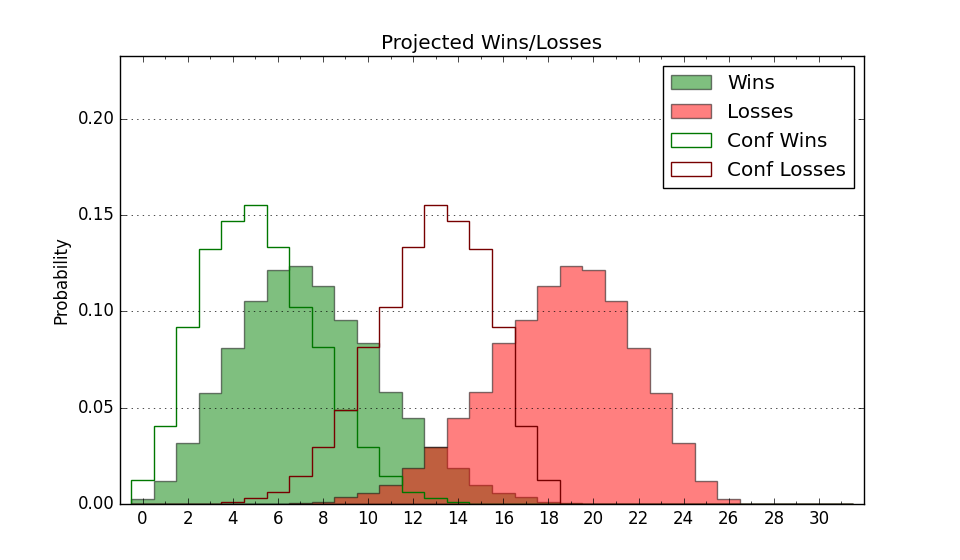 Projected Wins/Losses
Wins
Losses
Conf Wins
Conf Losses
Probability
0.20
0.15
0.10
0.05
0.00
0 2 4 6 8 10 12 14 16 18 20 22 24 26 28 30